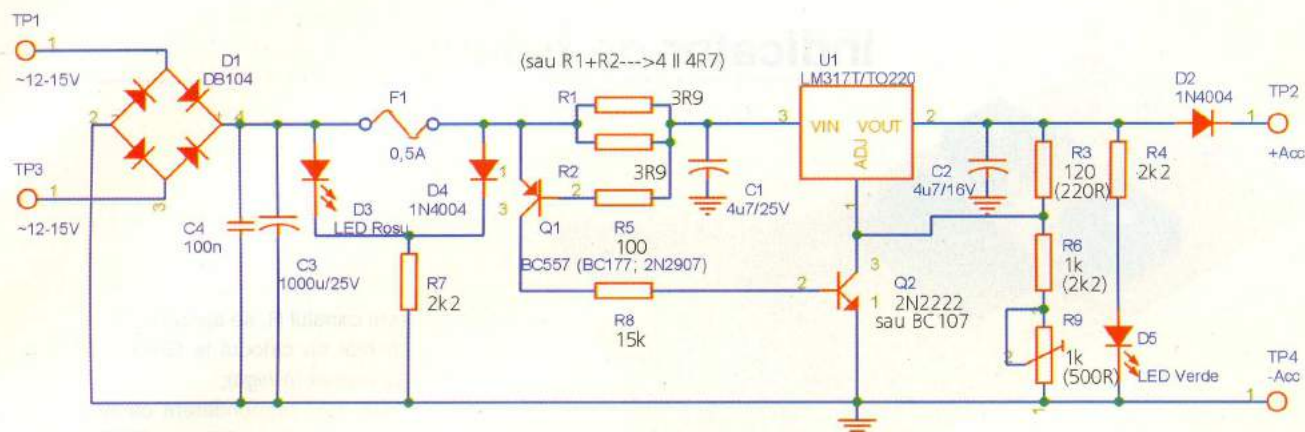 TP1
1
~12-15V
TP3
1
~12-15V
D1
DB104
2
4
3
C4
100n
C3
1000u/25V
D3
LED Rosu
F1
0,5A
D4
1N4004
1
3
R7
2k2
(sau R1+R2--->4 II 4R7)
R1
3R9
R2
3R9
2
Q1
BC557 (BC177; 2N2907)
R5
100
R8
15k
C1
4u7/25V
U1
LM317T/TO220
3
VIN
VOUT
ADJ
2
1
3
2
1
Q2
2N2222
sau BC107
C2
4u7/16V
R3
120
(220R)
R4
2k2
R6
1k
(2k2)
R9
2
1k
(500R)
1
D5
LED Verde
D2
1N4004
TP2
1
+Acc
TP4
-Acc
1